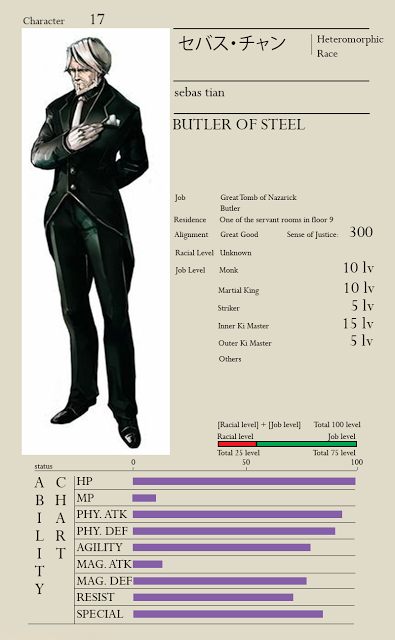 Character 17
セバス・チャン
Heteromorphic
Race
sebas tian
BUTLER OF STEEL
Job Great Tomb of Nazarick
Butler
Residence One of the servant rooms in floor 9
Alignment Great Good Sense of Justice: 300
Racial Level Unknown
Job Level Monk 10 lv
Martial King 10 lv
Striker 5 lv
Inner Ki Master 15 lv
Outer Ki Master 5 lv
Others
[Racial level] + [Job level] Total 100 level
Racial level Job level
Total 25 level Total 75 level
status 0 50 100
ABILITY
CHART
HP
MP
PHY. ATK
PHY. DEF
AGILITY
MAG. ATK
MAG. DEF
RESIST
SPECIAL